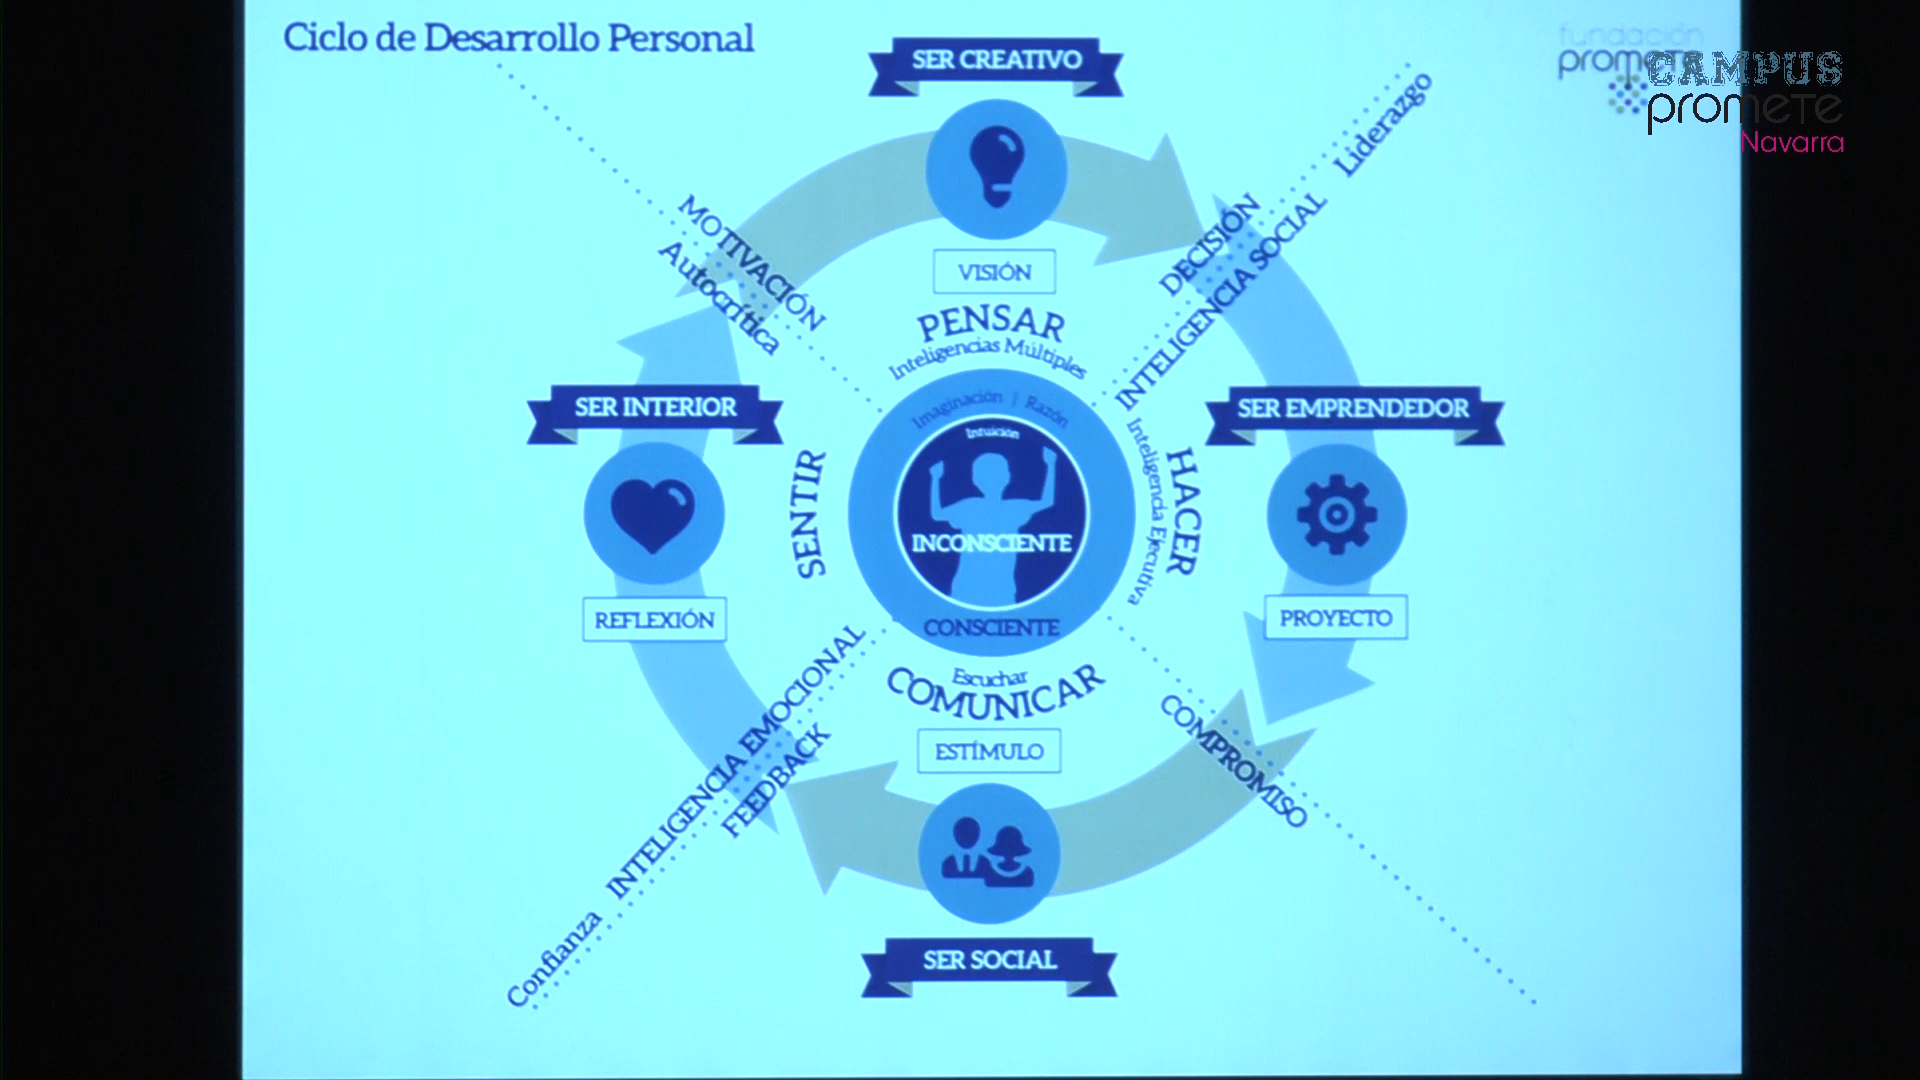 Ciclo de Desarrollo Personal
fundación
promete
CAMPUS
promete
Navarra
SER CREATIVO
VISIÓN
PENSAR
Inteligencias Múltiples
MOTIVACIÓN
Autocrítica
DECISIÓN
INTELIGENCIA SOCIAL
Liderazgo
SER INTERIOR
REFLEXIÓN
SENTIR
Imaginación | Razón
Intuición
INCONSCIENTE
CONSCIENTE
HACER
Inteligencia Ejecutiva
SER EMPRENDEDOR
PROYECTO
Escuchar
COMUNICAR
ESTÍMULO
SER SOCIAL
COMPROMISO
INTELIGENCIA EMOCIONAL
FEEDBACK
Confianza